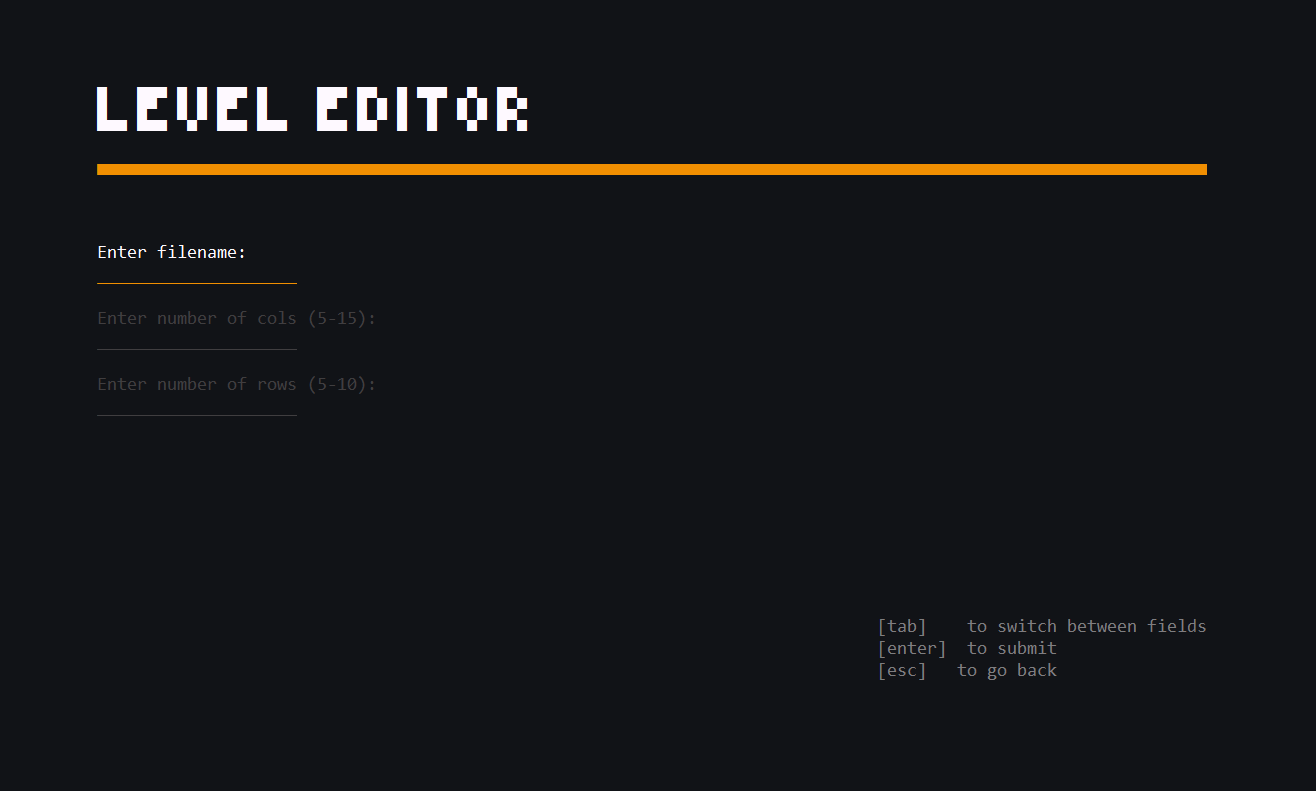 LEVEL EDITOR
Enter filename:
Enter number of cols (5-15):
Enter number of rows (5-10):
[tab]    to switch between fields
[enter]  to submit
[esc]   to go back